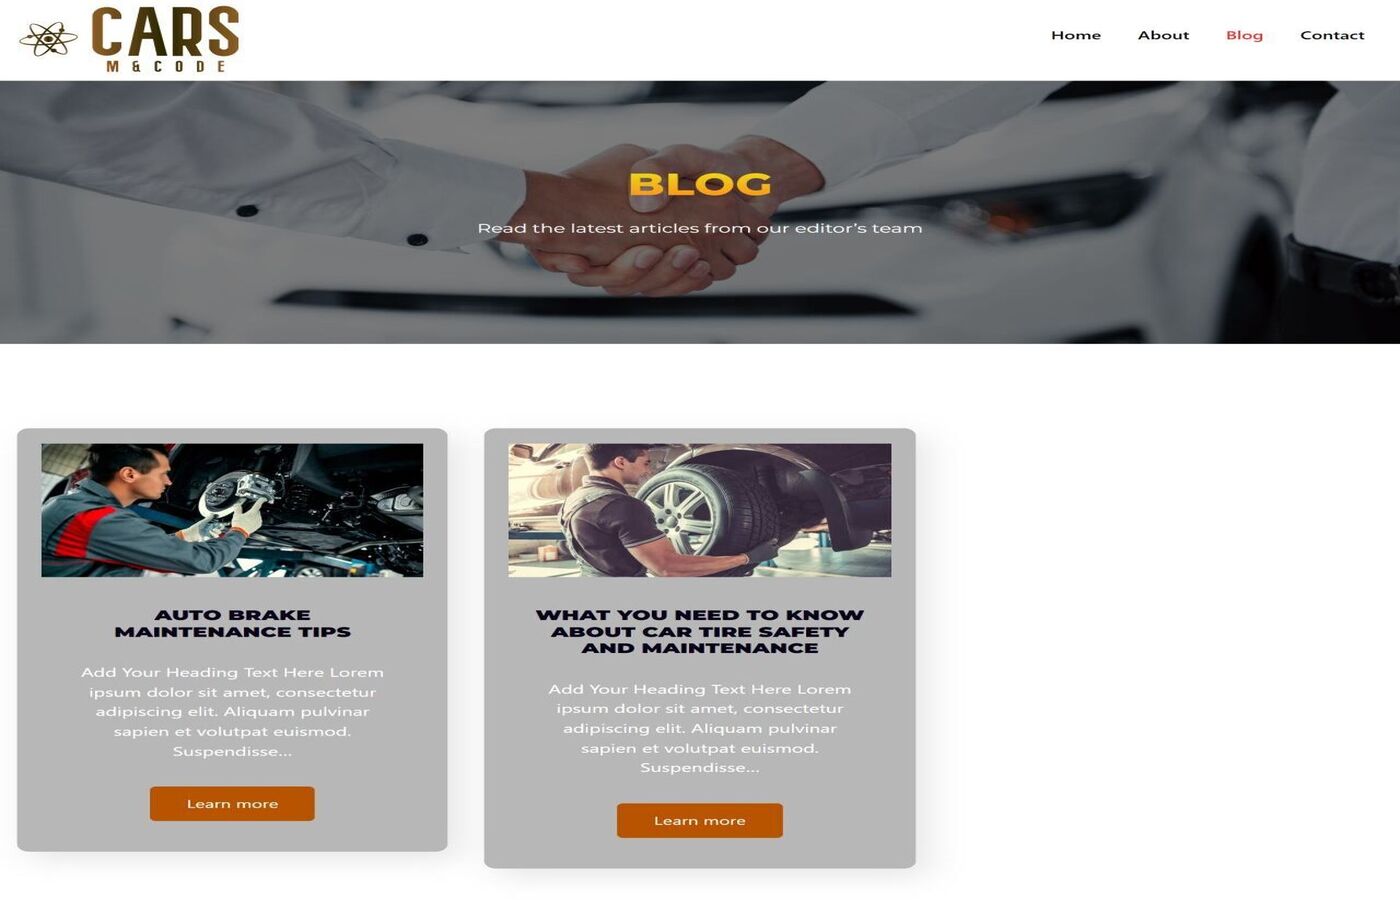 CARS
M & CODE
Home About Blog Contact
BLOG
Read the latest articles from our editor's team
AUTO BRAKE
MAINTENANCE TIPS
Add Your Heading Text Here Lorem
ipsum dolor sit amet, consectetur
adipiscing elit. Aliquam pulvinar
sapien et volutpat euismod.
Suspendisse...
Learn more
WHAT YOU NEED TO KNOW
ABOUT CAR TIRE SAFETY
AND MAINTENANCE
Add Your Heading Text Here Lorem
ipsum dolor sit amet, consectetur
adipiscing elit. Aliquam pulvinar
sapien et volutpat euismod.
Suspendisse...
Learn more